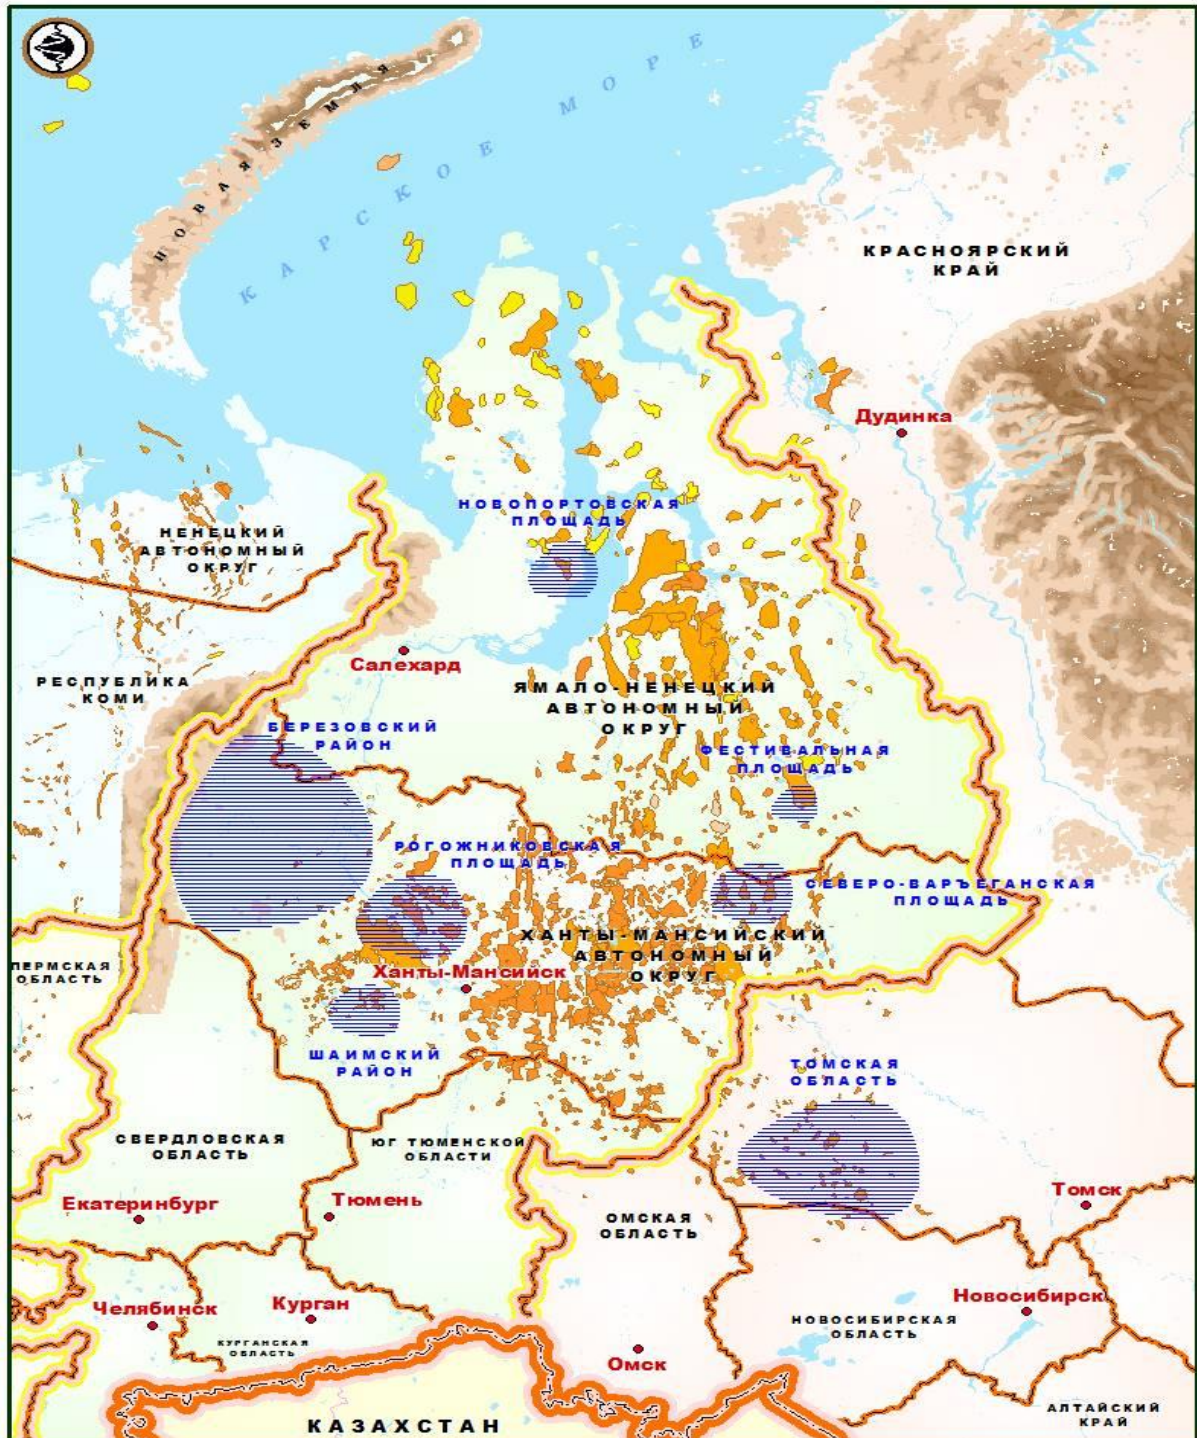 НОВАЯ ЗЕМЛЯ
КАРСКОЕ МОРЕ
КРАСНОЯРСКИЙ
КРАЙ
Дудинка
НОВОПОРТОВСКАЯ
ПЛОЩАДЬ
НЕНЕЦКИЙ
АВТОНОМНЫЙ
ОКРУГ
Салехард
РЕСПУБЛИКА
КОМИ
ЯМАЛО-НЕНЕЦКИЙ
АВТОНОМНЫЙ
ОКРУГ
БЕРЕЗОВСКИЙ
РАЙОН
ФЕСТИВАЛЬНАЯ
ПЛОЩАДЬ
РОГОЖНИКОВСКАЯ
ПЛОЩАДЬ
СЕВЕРО-ВАРЪЕГАНСКАЯ
ПЛОЩАДЬ
ХАНТЫ-МАНСИЙСКИЙ
АВТОНОМНЫЙ
ОКРУГ
ПЕРМСКАЯ
ОБЛАСТЬ
Ханты-Мансийск
ШАИМСКИЙ
РАЙОН
ТОМСКАЯ
ОБЛАСТЬ
СВЕРДЛОВСКАЯ
ОБЛАСТЬ
ЮГ ТЮМЕНСКОЙ
ОБЛАСТИ
Екатеринбург
Тюмень
Томск
ОМСКАЯ
ОБЛАСТЬ
Челябинск
Курган
Новосибирск
НОВОСИБИРСКАЯ
ОБЛАСТЬ
КУРГАНСКАЯ
ОБЛАСТЬ
Омск
КАЗАХСТАН
АЛТАЙСКИЙ
КРАЙ